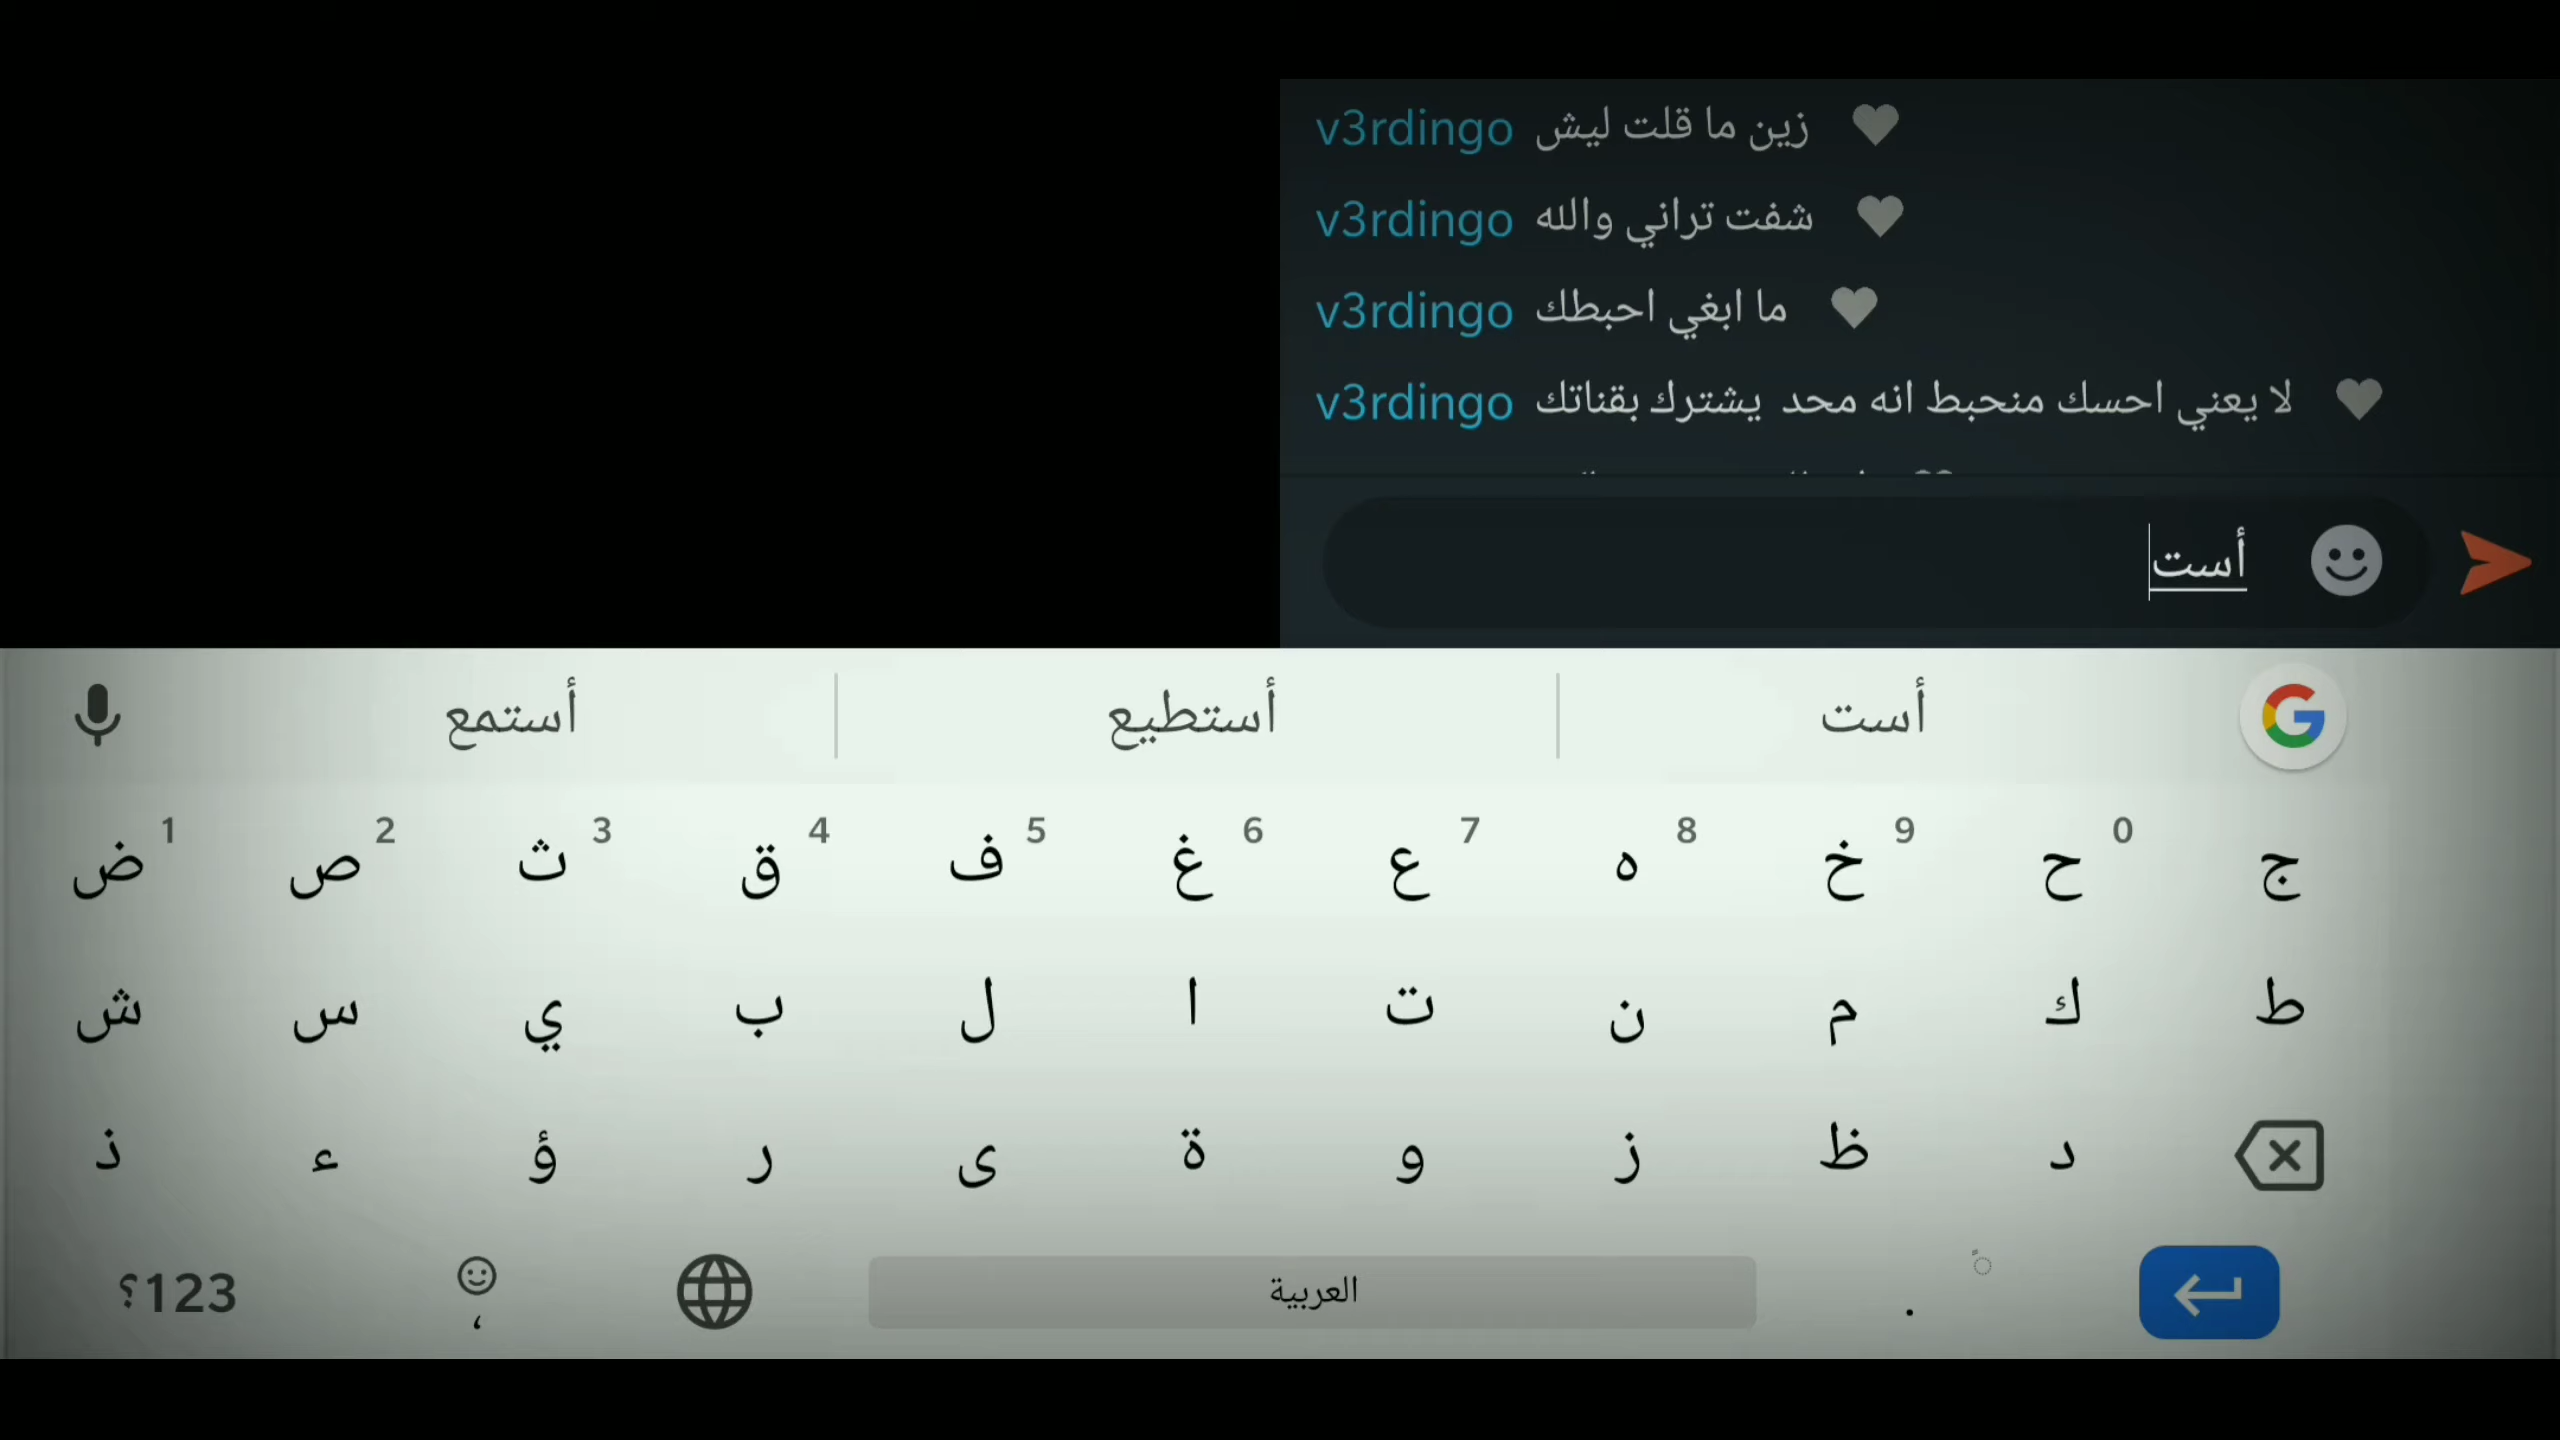 v3rdingo زين ما قلت ليش
v3rdingo شفت تراني والله
v3rdingo ما ابغي احبطك
v3rdingo لا يعني احسك منحبط انه محد يشترك بقناتك
أست
أستمع أستطيع أست
ض 1 ص 2 ث 3 ق 4 ف 5 غ 6 ع 7 ه 8 خ 9 ح 0 ج
ش س ي ب ل ا ت ن م ك ط
ذ ء ؤ ر ى ة و ز ظ د
؟123 ، العربية .